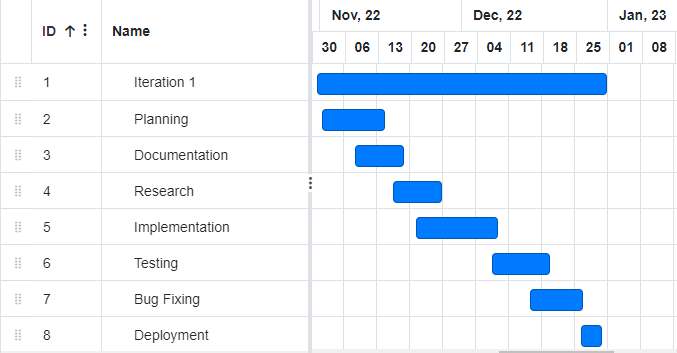 ID Name Nov, 22 Dec, 22 Jan, 23
30 06 13 20 27 04 11 18 25 01 08
1 Iteration 1
2 Planning
3 Documentation
4 Research
5 Implementation
6 Testing
7 Bug Fixing
8 Deployment